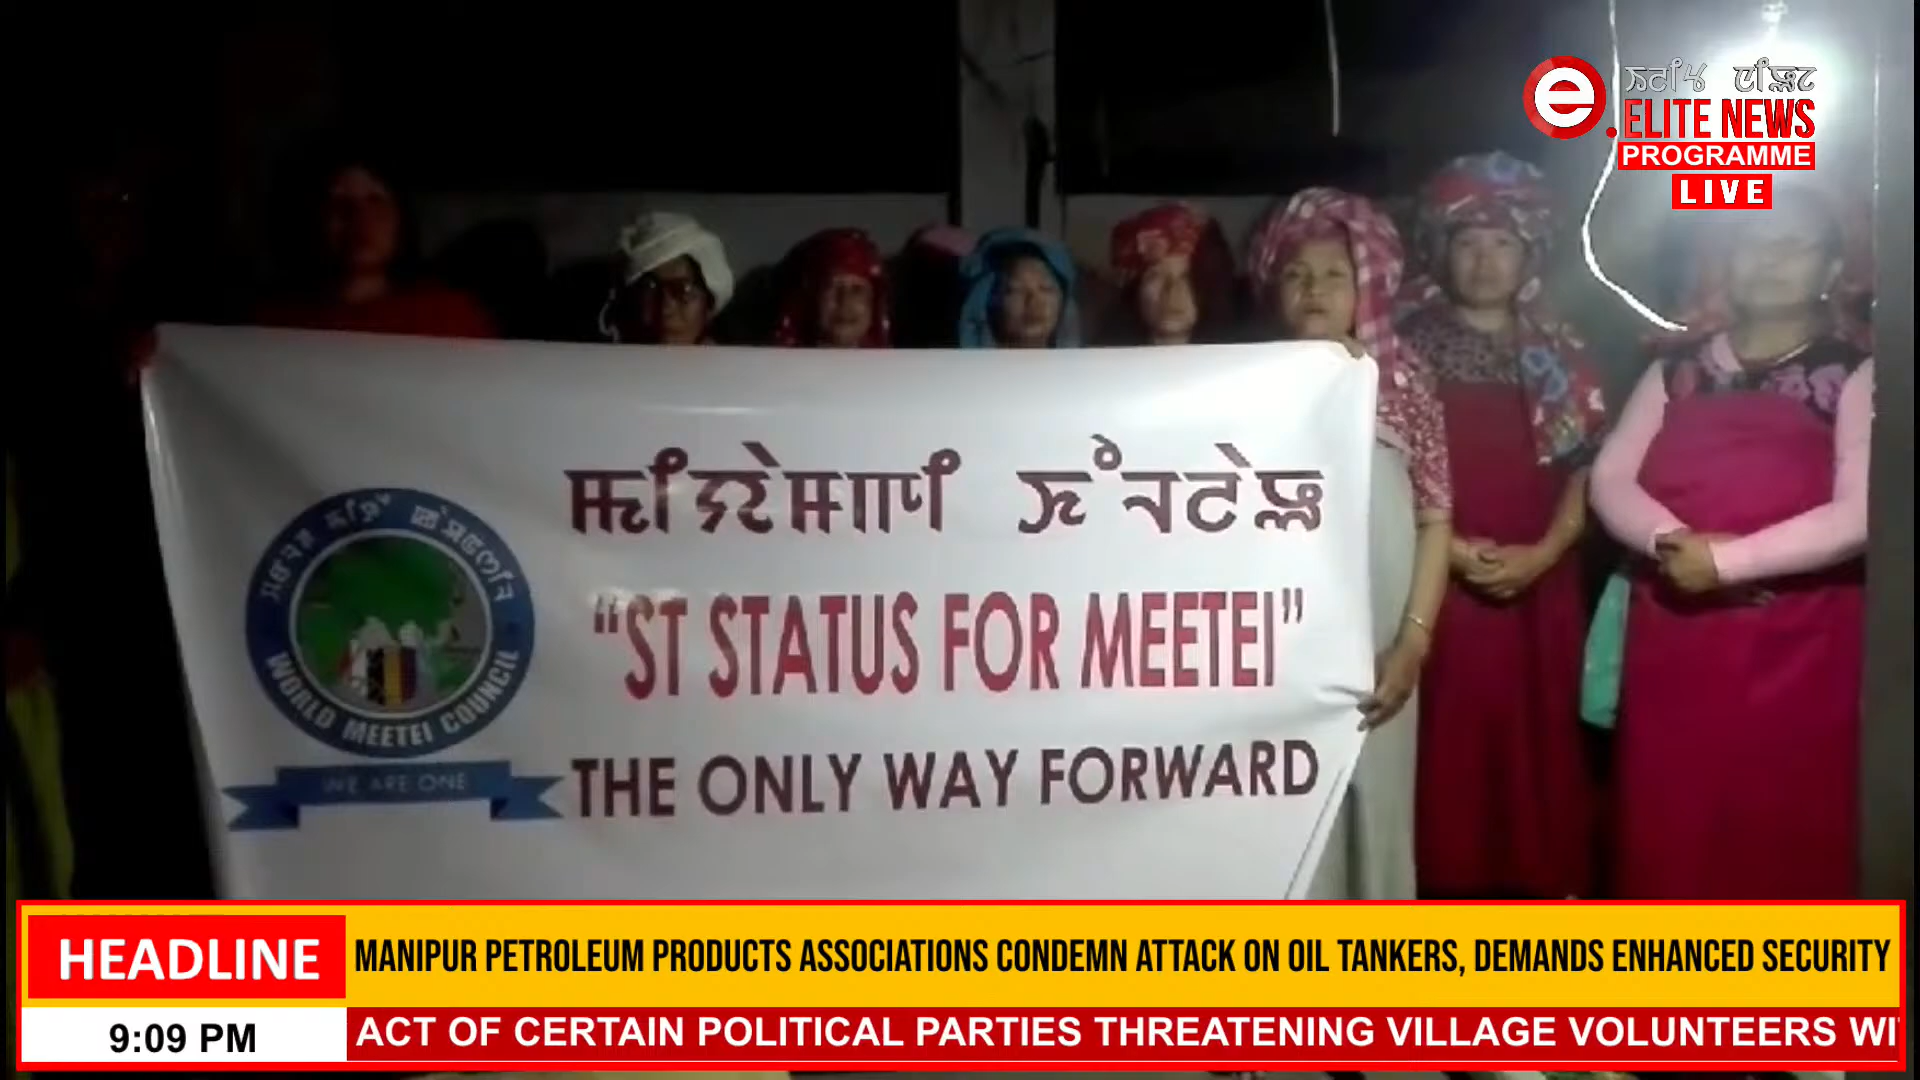 ELITE NEWS
PROGRAMME
LIVE
"ST STATUS FOR MEETEI"
THE ONLY WAY FORWARD
WORLD MEETEI COUNCIL
WE ARE ONE
HEADLINE
MANIPUR PETROLEUM PRODUCTS ASSOCIATIONS CONDEMN ATTACK ON OIL TANKERS, DEMANDS ENHANCED SECURITY
9:09 PM
ACT OF CERTAIN POLITICAL PARTIES THREATENING VILLAGE VOLUNTEERS